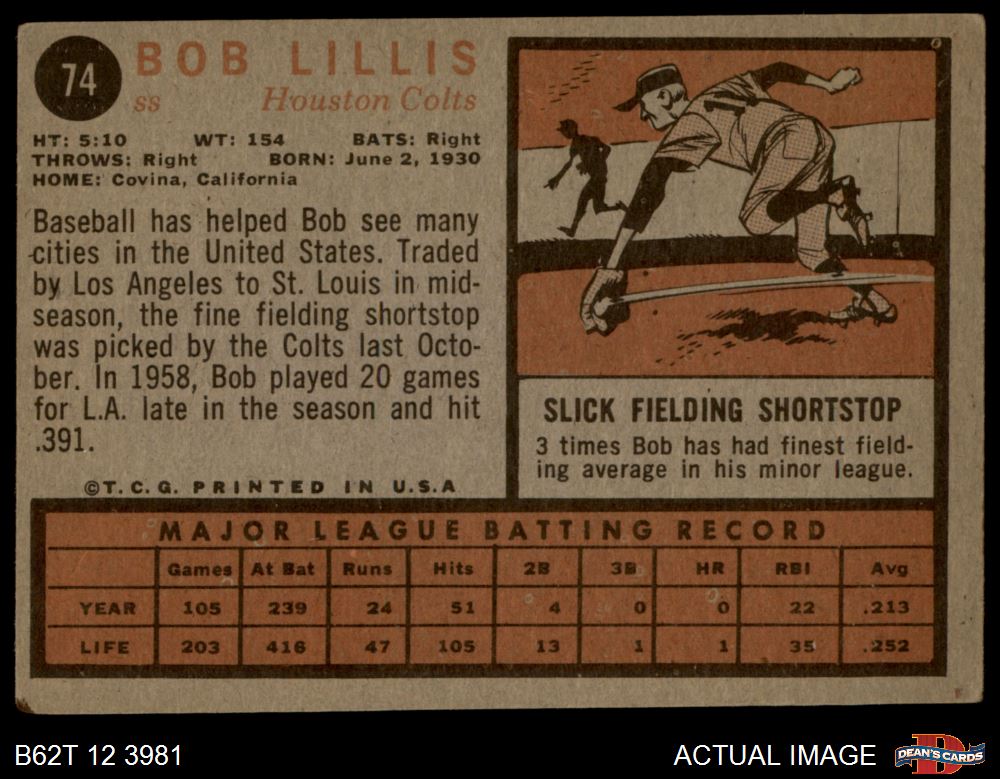 74
BOB LILLIS
ss Houston Colts
HT: 5:10 WT: 154 BATS: Right
THROWS: Right BORN: June 2, 1930
HOME: Covina, California
Baseball has helped Bob see many
cities in the United States. Traded
by Los Angeles to St. Louis in mid-
season, the fine fielding shortstop
was picked by the Colts last Octo-
ber. In 1958, Bob played 20 games
for L.A. late in the season and hit
.391.
©T.C.G. PRINTED IN U.S.A
SLICK FIELDING SHORTSTOP
3 times Bob has had finest field-
ing average in his minor league.
MAJOR LEAGUE BATTING RECORD
Games At Bat Runs Hits 2B 3B HR RBI Avg
YEAR 105 239 24 51 4 0 0 22 .213
LIFE 203 416 47 105 13 1 1 35 .252
B62T 12 3981
ACTUAL IMAGE
DEAN'S CARDS